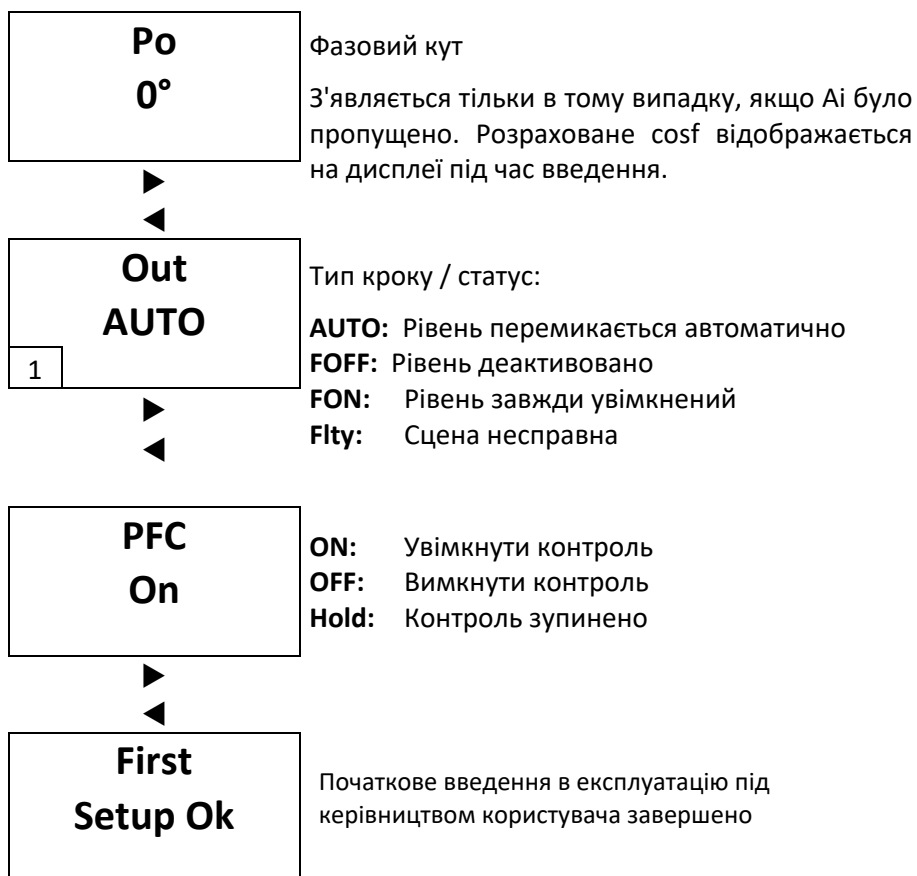 Po
0°
Фазовий кут
З'являється тільки в тому випадку, якщо Ai було
пропущено. Розраховане cosf відображається
на дисплеї під час введення.
Out
AUTO
1
Тип кроку / статус:
AUTO: Рівень перемикається автоматично
FOFF: Рівень деактивовано
FON: Рівень завжди увімкнений
Flty: Сцена несправна
PFC
On
ON: Увімкнути контроль
OFF: Вимкнути контроль
Hold: Контроль зупинено
First
Setup Ok
Початкове введення в експлуатацію під
керівництвом користувача завершено